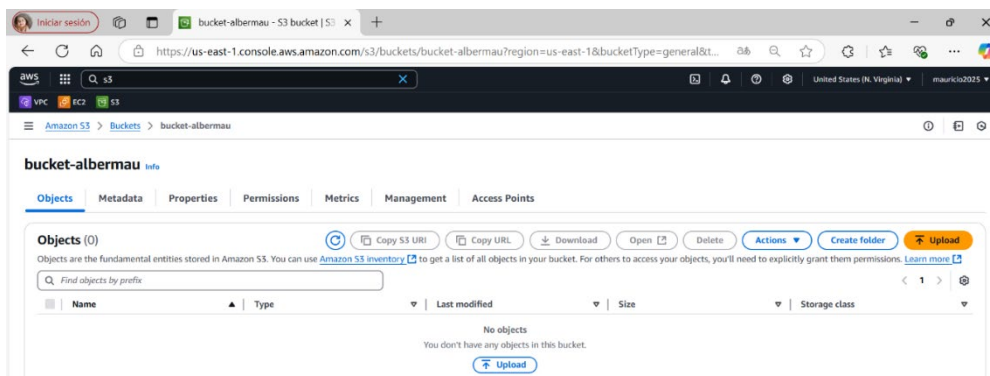 Iniciar sesión
bucket-albermau - S3 bucket | S3
https://us-east-1.console.aws.amazon.com/s3/buckets/bucket-albermau?region=us-east-1&bucketType=general&t...
aws
s3
United States (N. Virginia)
mauricio2025
VPC EC2 S3
Amazon S3 > Buckets > bucket-albermau
bucket-albermau Info
Objects Metadata Properties Permissions Metrics Management Access Points
Objects (0)
Copy S3 URI Copy URL Download Open Delete Actions Create folder Upload
Objects are the fundamental entities stored in Amazon S3. You can use Amazon S3 inventory to get a list of all objects in your bucket. For others to access your objects, you'll need to explicitly grant them permissions. Learn more
Find objects by prefix
< 1 >
Name Type Last modified Size Storage class
No objects
You don't have any objects in this bucket.
Upload